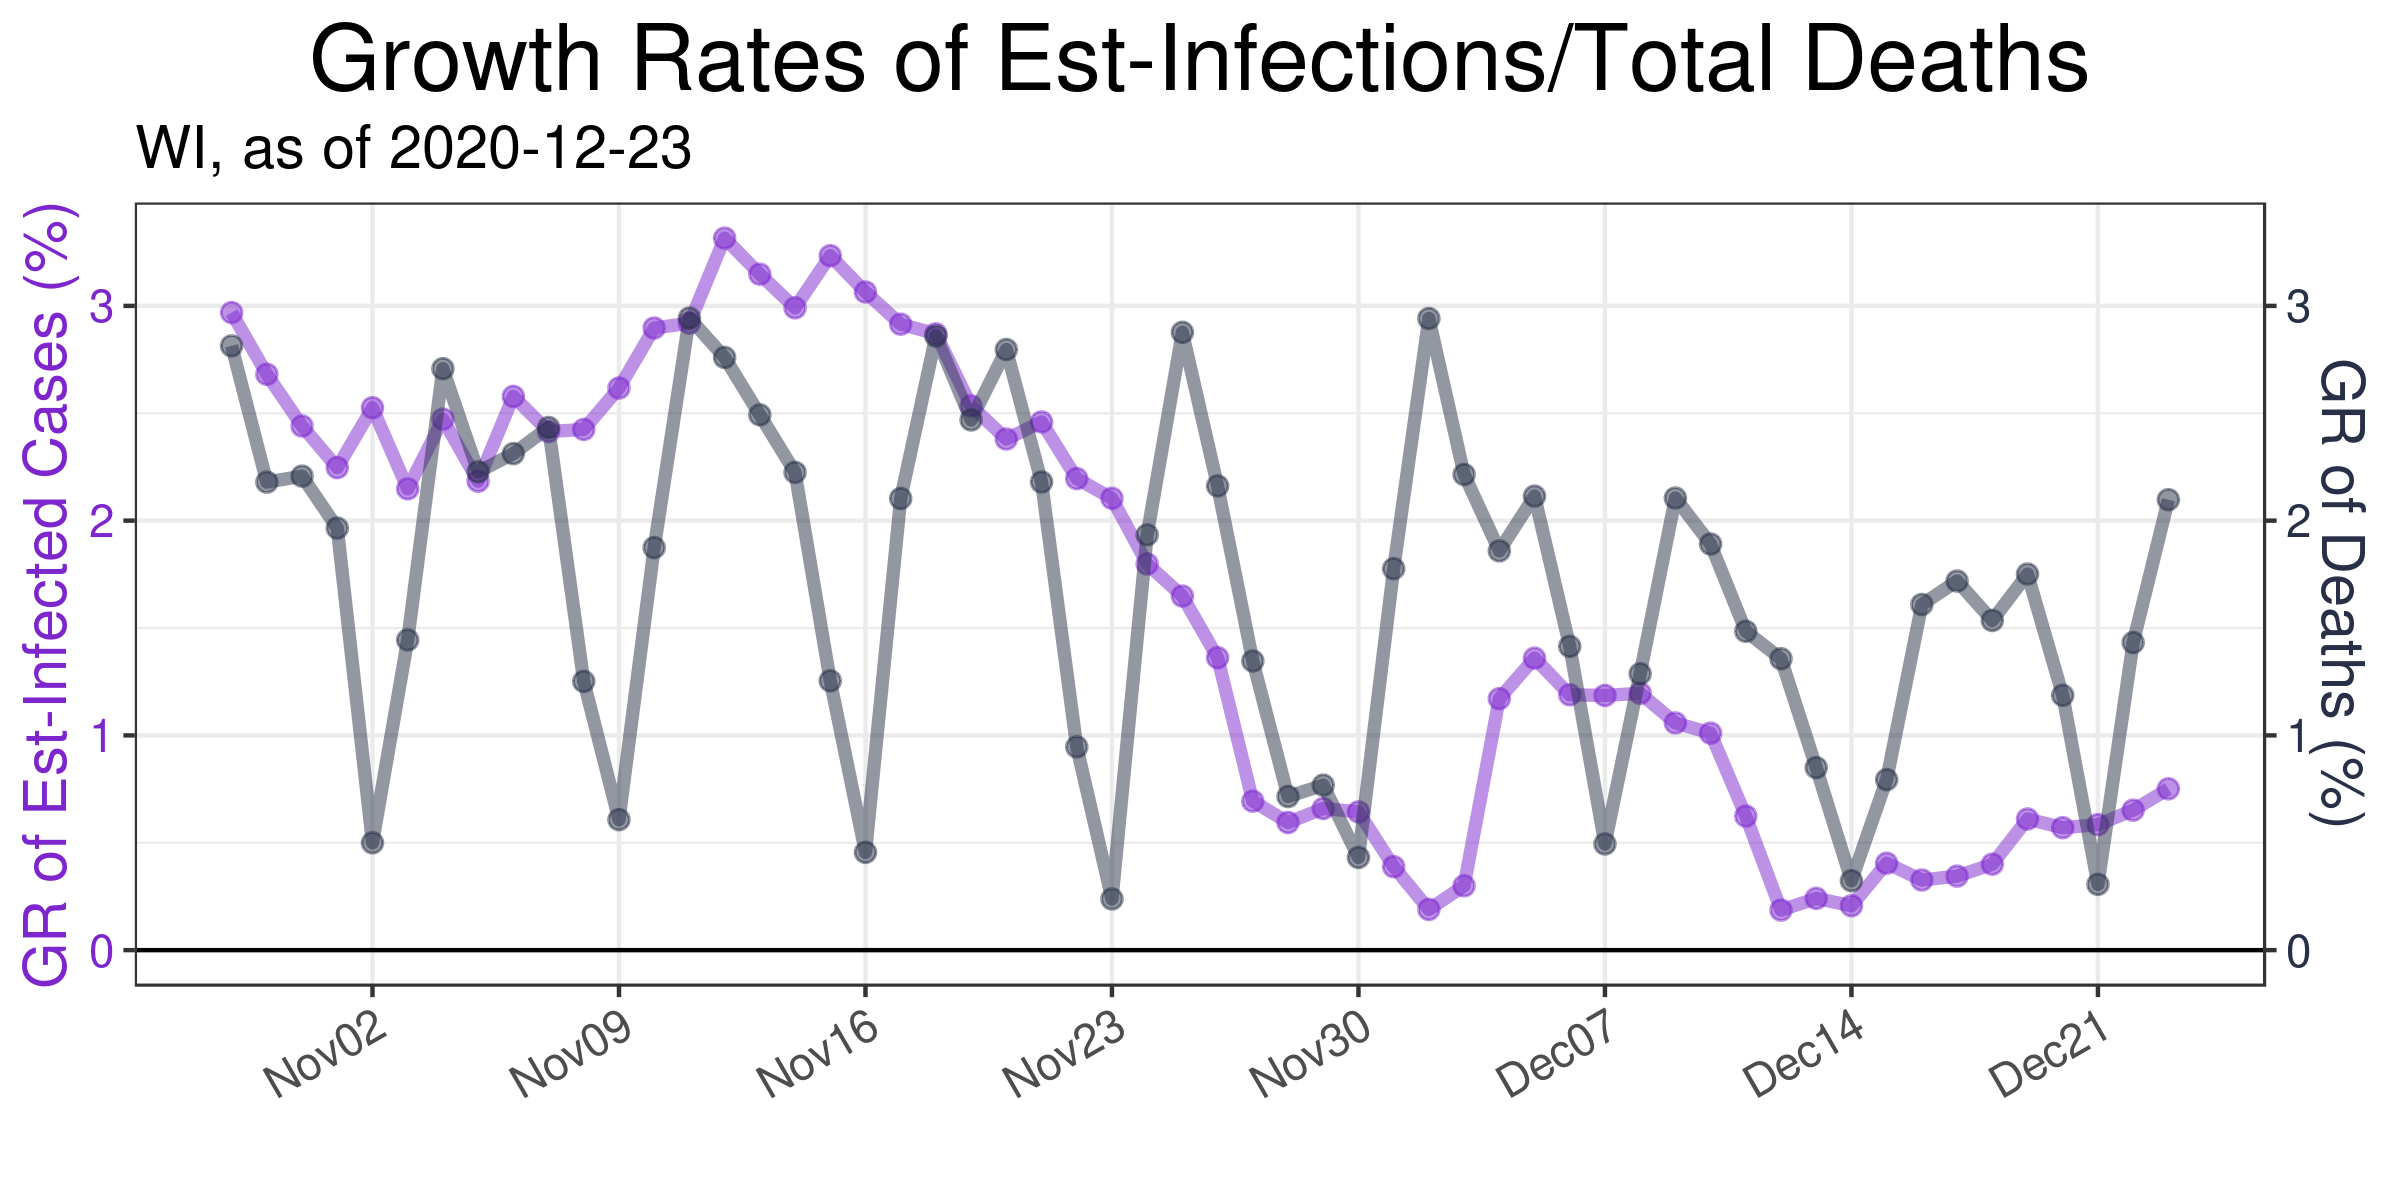 Growth Rates of Est-Infections/Total Deaths
WI, as of 2020-12-23
GR of Est-Infected Cases (%)
3
2
1
0
3
2
1
0
GR of Deaths (%)
Nov02
Nov09
Nov16
Nov23
Nov30
Dec07
Dec14
Dec21